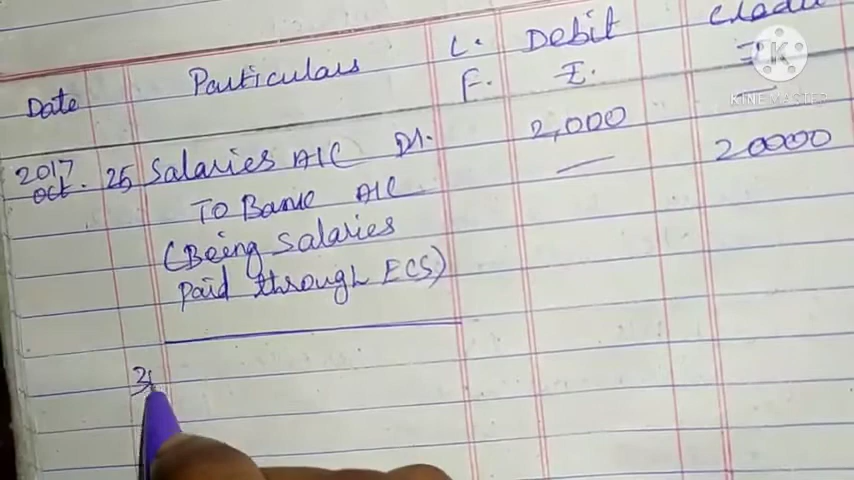 Date Particulars L. F. Debit ₹. Credit ₹
KINEMASTER
2017 Oct. 25 Salaries A/C Dr. 2,000
To Bank A/C 20000
(Being Salaries
Paid through ECS)